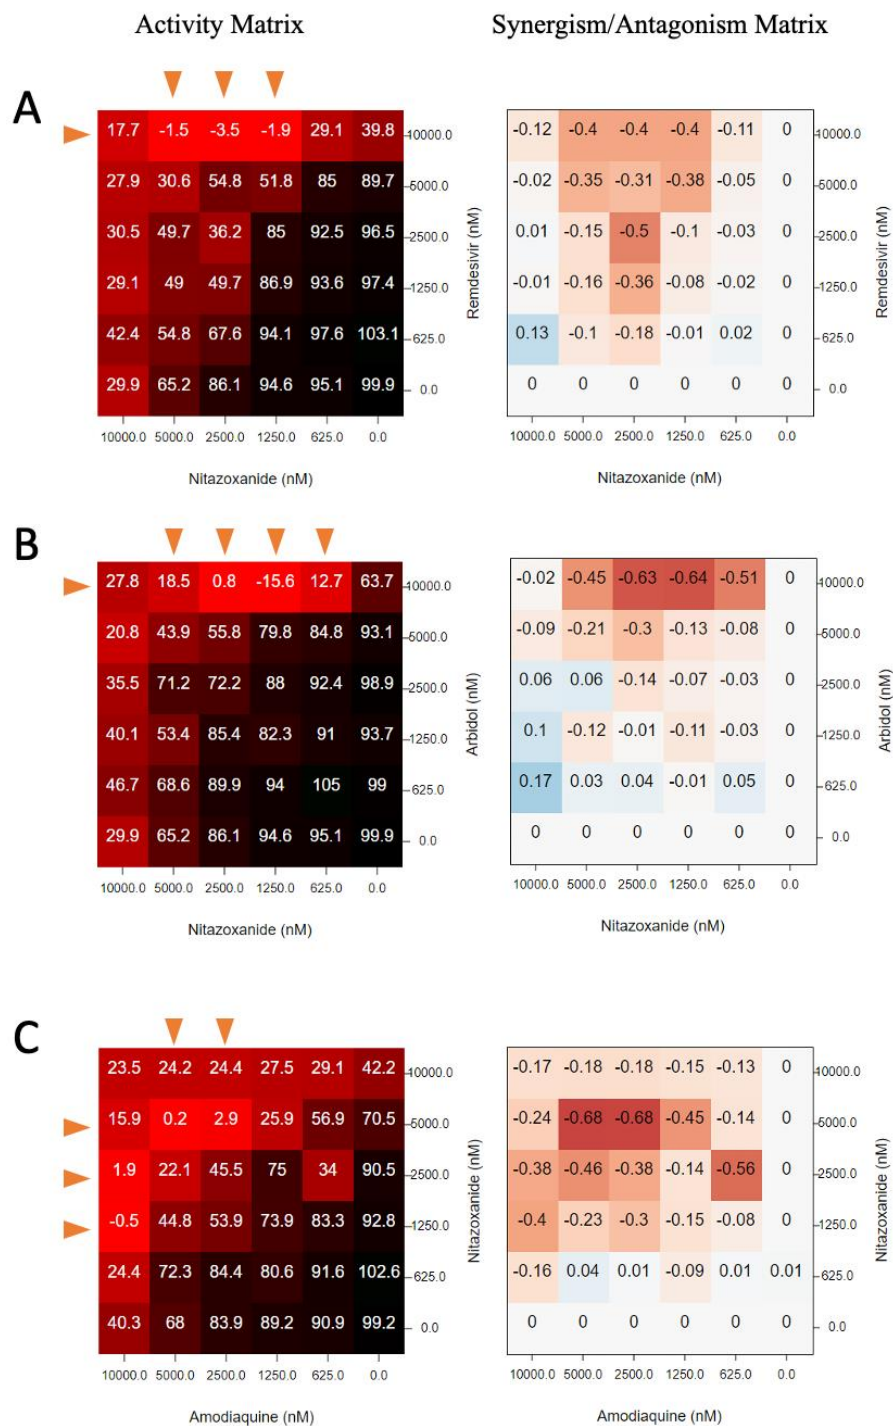 Activity Matrix Synergism/Antagonism Matrix
A
17.7 -1.5 -3.5 -1.9 29.1 39.8 10000.0
27.9 30.6 54.8 51.8 85 89.7 5000.0
30.5 49.7 36.2 85 92.5 96.5 2500.0
29.1 49 49.7 86.9 93.6 97.4 1250.0
42.4 54.8 67.6 94.1 97.6 103.1 625.0
29.9 65.2 86.1 94.6 95.1 99.9 0.0
Remdesivir (nM)
10000.0 5000.0 2500.0 1250.0 625.0 0.0
Nitazoxanide (nM)
-0.12 -0.4 -0.4 -0.4 -0.11 0 10000.0
-0.02 -0.35 -0.31 -0.38 -0.05 0 5000.0
0.01 -0.15 -0.5 -0.1 -0.03 0 2500.0
-0.01 -0.16 -0.36 -0.08 -0.02 0 1250.0
0.13 -0.1 -0.18 -0.01 0.02 0 625.0
0 0 0 0 0 0 0.0
Remdesivir (nM)
10000.0 5000.0 2500.0 1250.0 625.0 0.0
Nitazoxanide (nM)
B
27.8 18.5 0.8 -15.6 12.7 63.7 10000.0
20.8 43.9 55.8 79.8 84.8 93.1 5000.0
35.5 71.2 72.2 88 92.4 98.9 2500.0
40.1 53.4 85.4 82.3 91 93.7 1250.0
46.7 68.6 89.9 94 105 99 625.0
29.9 65.2 86.1 94.6 95.1 99.9 0.0
Arbidol (nM)
10000.0 5000.0 2500.0 1250.0 625.0 0.0
Nitazoxanide (nM)
-0.02 -0.45 -0.63 -0.64 -0.51 0 10000.0
-0.09 -0.21 -0.3 -0.13 -0.08 0 5000.0
0.06 0.06 -0.14 -0.07 -0.03 0 2500.0
0.1 -0.12 -0.01 -0.11 -0.03 0 1250.0
0.17 0.03 0.04 -0.01 0.05 0 625.0
0 0 0 0 0 0 0.0
Arbidol (nM)
10000.0 5000.0 2500.0 1250.0 625.0 0.0
Nitazoxanide (nM)
C
23.5 24.2 24.4 27.5 29.1 42.2 10000.0
15.9 0.2 2.9 25.9 56.9 70.5 5000.0
1.9 22.1 45.5 75 34 90.5 2500.0
-0.5 44.8 53.9 73.9 83.3 92.8 1250.0
24.4 72.3 84.4 80.6 91.6 102.6 625.0
40.3 68 83.9 89.2 90.9 99.2 0.0
Nitazoxanide (nM)
10000.0 5000.0 2500.0 1250.0 625.0 0.0
Amodiaquine (nM)
-0.17 -0.18 -0.18 -0.15 -0.13 0 10000.0
-0.24 -0.68 -0.68 -0.45 -0.14 0 5000.0
-0.38 -0.46 -0.38 -0.14 -0.56 0 2500.0
-0.4 -0.23 -0.3 -0.15 -0.08 0 1250.0
-0.16 0.04 0.01 -0.09 0.01 0.01 625.0
0 0 0 0 0 0 0.0
Nitazoxanide (nM)
10000.0 5000.0 2500.0 1250.0 625.0 0.0
Amodiaquine (nM)